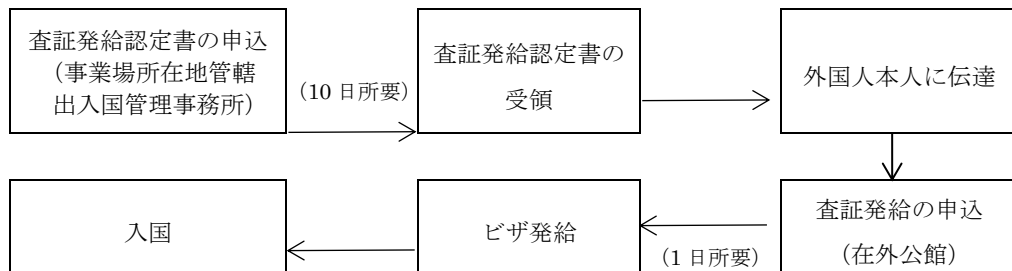 査証発給認定書の申込
（事業場所在地管轄
出入国管理事務所）
（10 日所要）
査証発給認定書の
受領
外国人本人に伝達
査証発給の申込
（在外公館）
（1 日所要）
ビザ発給
入国